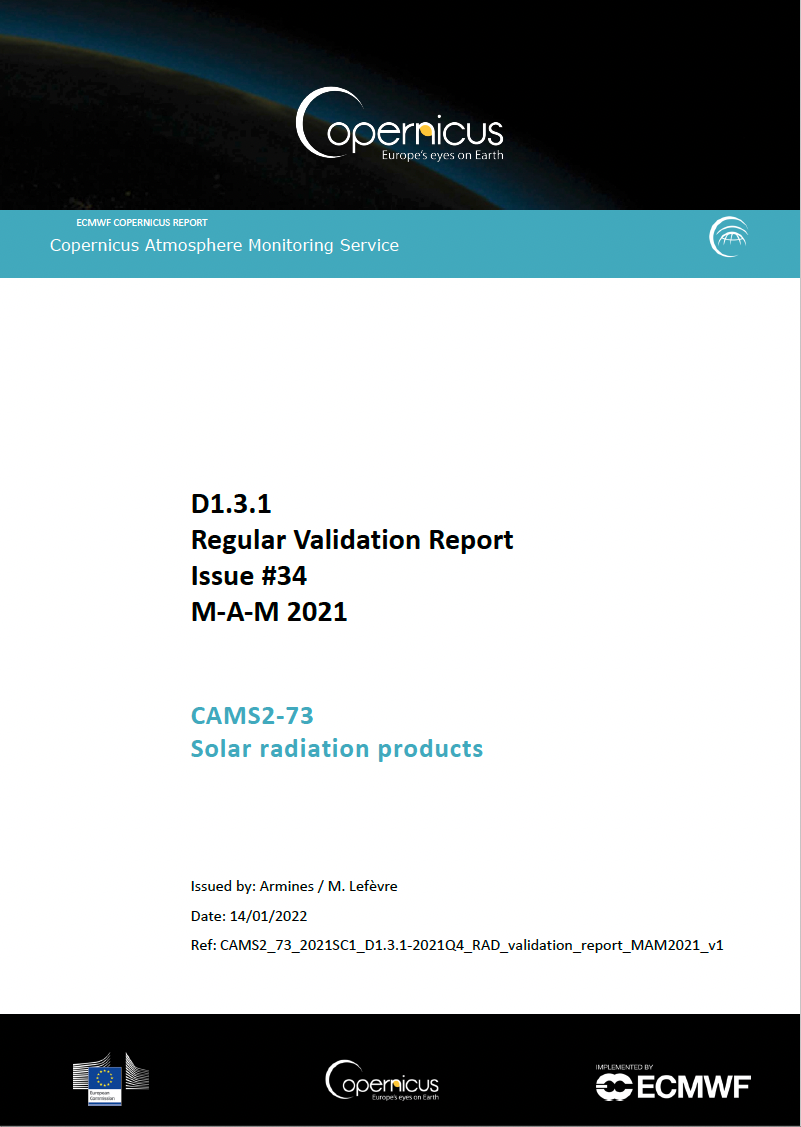 Copernicus
Europe's eyes on Earth
ECMWF COPERNICUS REPORT
Copernicus Atmosphere Monitoring Service
D1.3.1
Regular Validation Report
Issue #34
M-A-M 2021
CAMS2-73
Solar radiation products
Issued by: Armines / M. Lefèvre
Date: 14/01/2022
Ref: CAMS2_73_2021SC1_D1.3.1-2021Q4_RAD_validation_report_MAM2021_v1
European
Commission
Copernicus
Europe's eyes on Earth
IMPLEMENTED BY
ECMWF